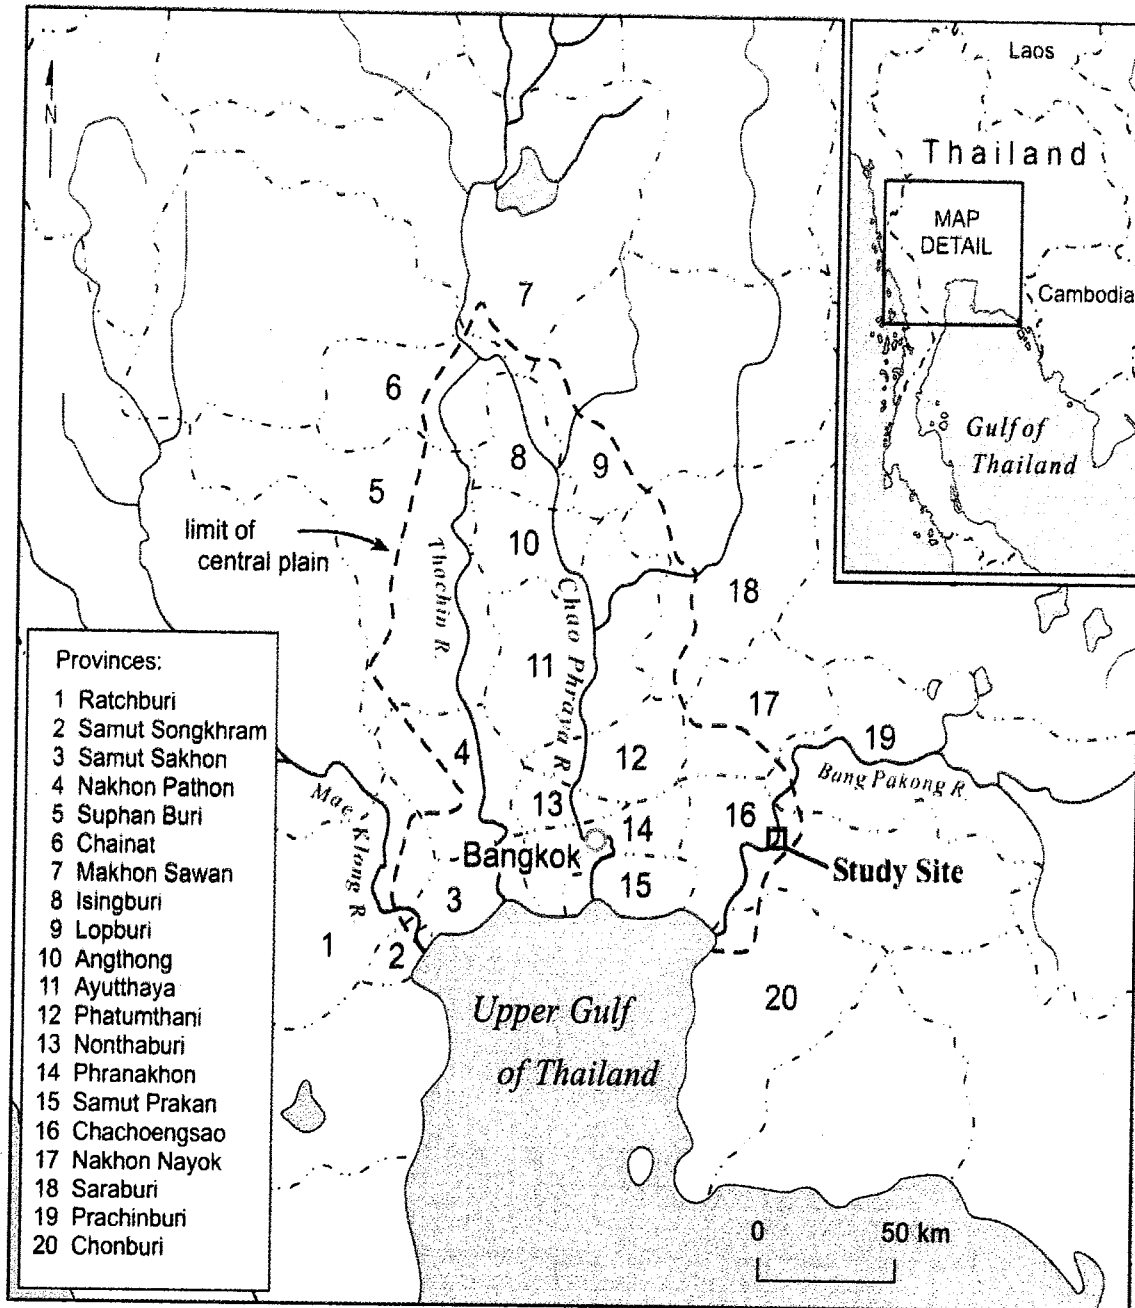 N
7
6
8
9
5
limit of
central plain
10
Thachin R.
Chao Phraya R.
18
11
17
4
12
19
Bang Pakong R
13
16
14
Mae Klong R
Bangkok
Study Site
15
3
1
2
20
Upper Gulf
of Thailand
0 50 km
Provinces:
1 Ratchburi
2 Samut Songkhram
3 Samut Sakhon
4 Nakhon Pathon
5 Suphan Buri
6 Chainat
7 Makhon Sawan
8 Isingburi
9 Lopburi
10 Angthong
11 Ayutthaya
12 Phatumthani
13 Nonthaburi
14 Phranakhon
15 Samut Prakan
16 Chachoengsao
17 Nakhon Nayok
18 Saraburi
19 Prachinburi
20 Chonburi
Laos
Thailand
MAP
DETAIL
Cambodia
Gulf of
Thailand